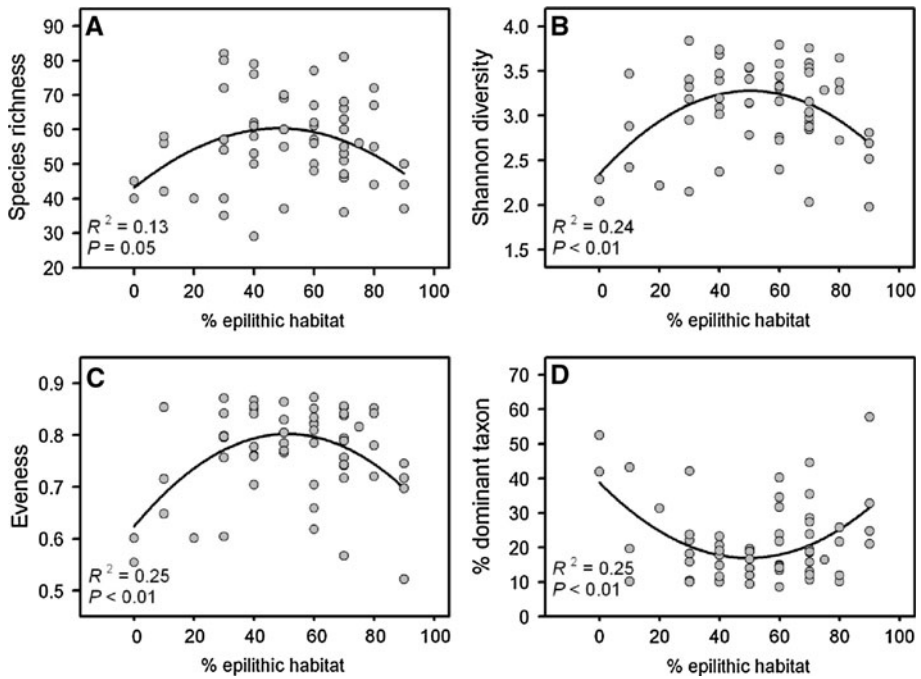 A
Species richness
90
80
70
60
50
40
30
20
R² = 0.13
P = 0.05
0 20 40 60 80 100
% epilithic habitat
B
Shannon diversity
4.0
3.5
3.0
2.5
2.0
1.5
R² = 0.24
P < 0.01
0 20 40 60 80 100
% epilithic habitat
C
Eveness
0.9
0.8
0.7
0.6
0.5
R² = 0.25
P < 0.01
0 20 40 60 80 100
% epilithic habitat
D
% dominant taxon
70
60
50
40
30
20
10
0
R² = 0.25
P < 0.01
0 20 40 60 80 100
% epilithic habitat